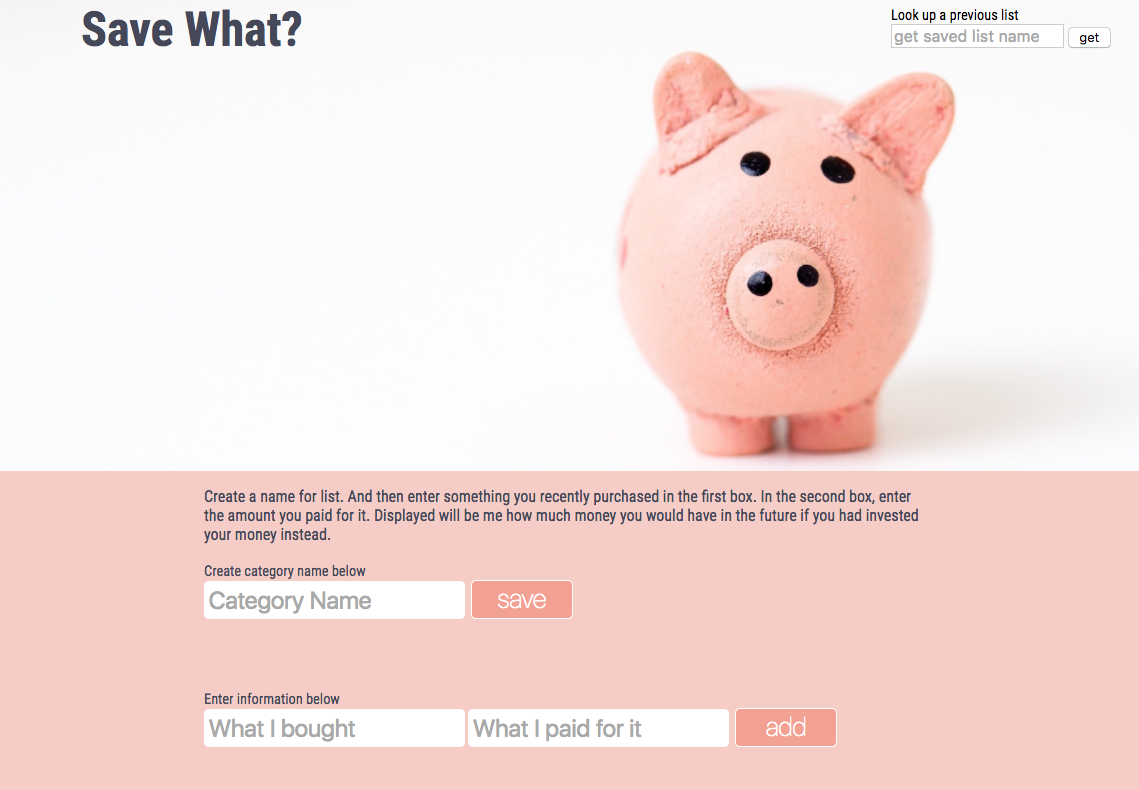 Save What?
Look up a previous list
get saved list name
get
Create a name for list. And then enter something you recently purchased in the first box. In the second box, enter
the amount you paid for it. Displayed will be me how much money you would have in the future if you had invested
your money instead.
Create category name below
Category Name save
Enter information below
What I bought What I paid for it add